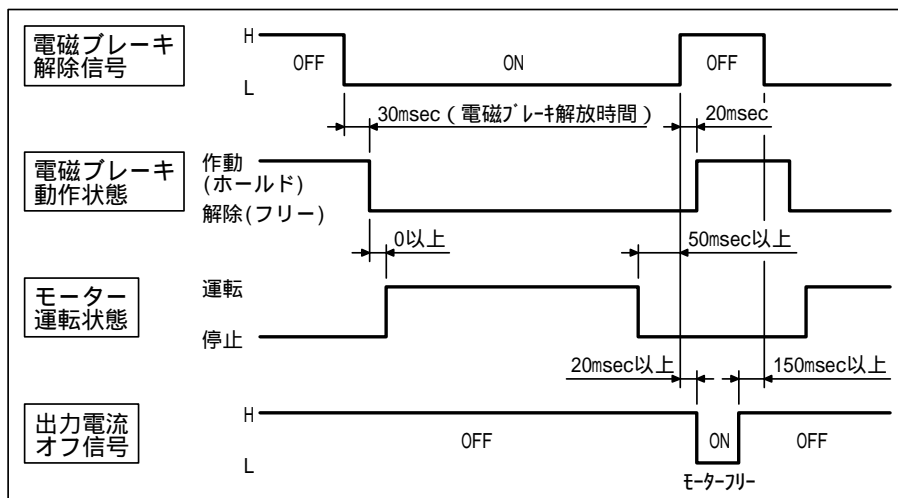 電磁ブレーキ
解除信号
H
L
OFF
ON
OFF
30msec(電磁ブレーキ解放時間)
20msec
電磁ブレーキ
動作状態
作動
(ホールド)
解除(フリー)
0以上
50msec以上
モーター
運転状態
運転
停止
20msec以上
150msec以上
出力電流
オフ信号
H
L
OFF
ON
OFF
モーターフリー